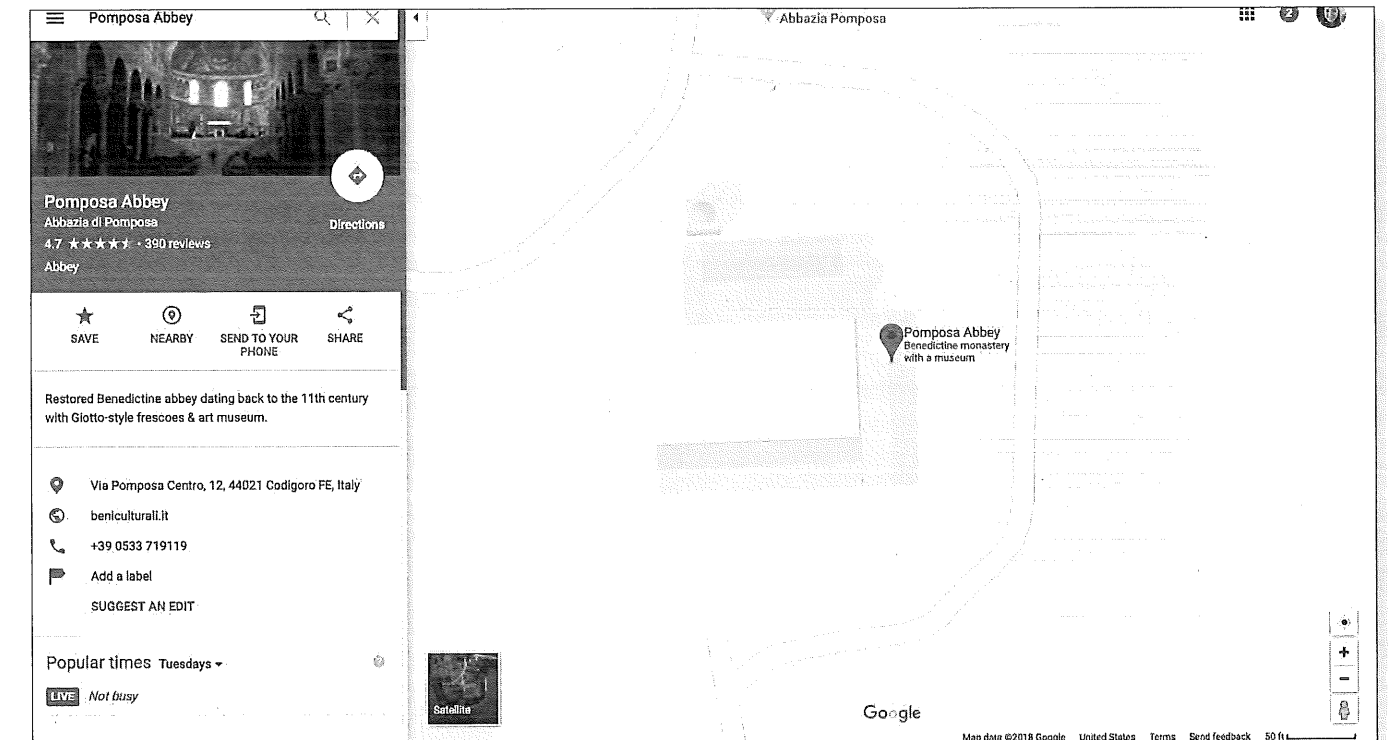 Pomposa Abbey
Pomposa Abbey
Abbazia di Pomposa
4.7 ★★★★★ · 390 reviews
Abbey
Directions
SAVE
NEARBY
SEND TO YOUR PHONE
SHARE
Restored Benedictine abbey dating back to the 11th century
with Giotto-style frescoes & art museum.
Via Pomposa Centro, 12, 44021 Codigoro FE, Italy
beniculturali.it
+39 0533 719119
Add a label
SUGGEST AN EDIT
Popular times Tuesdays
LIVE Not busy
Abbazia Pomposa
2
Pomposa Abbey
Benedictine monastery
with a museum
Satellite
Google
Map data ©2018 Google United States Terms Send feedback 50 ft